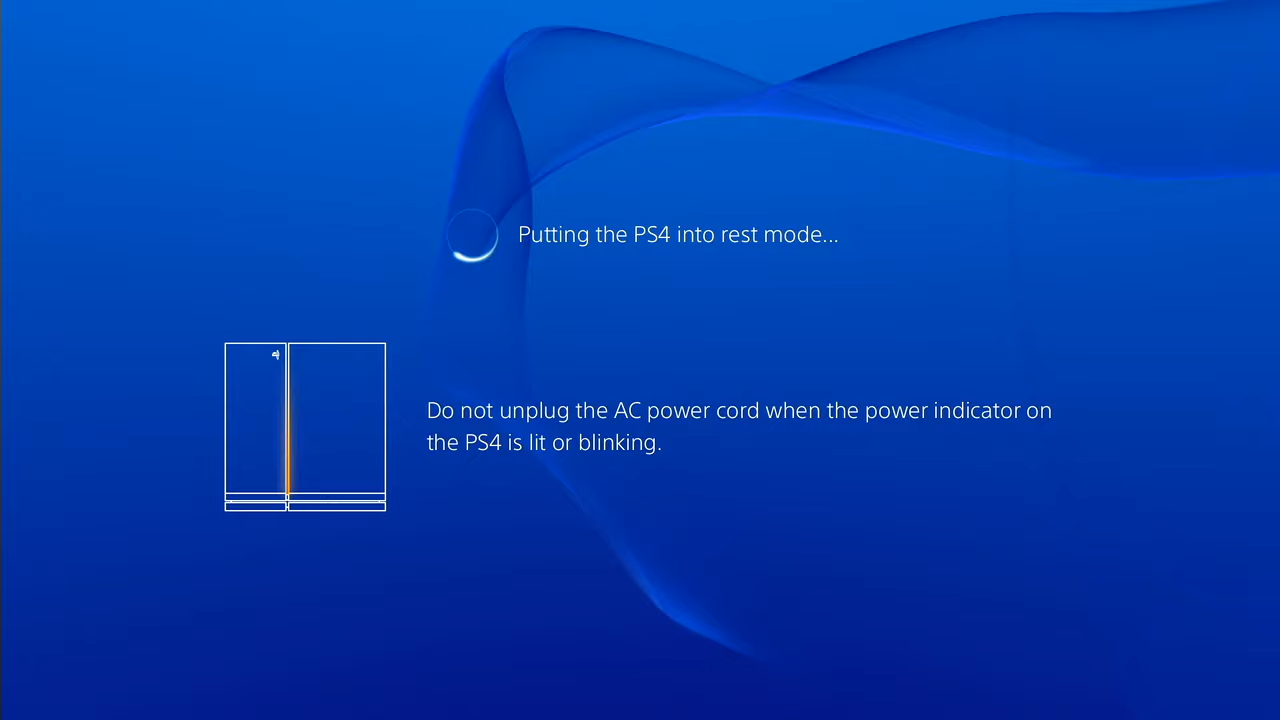 Putting the PS4 into rest mode...
Do not unplug the AC power cord when the power indicator on
the PS4 is lit or blinking.